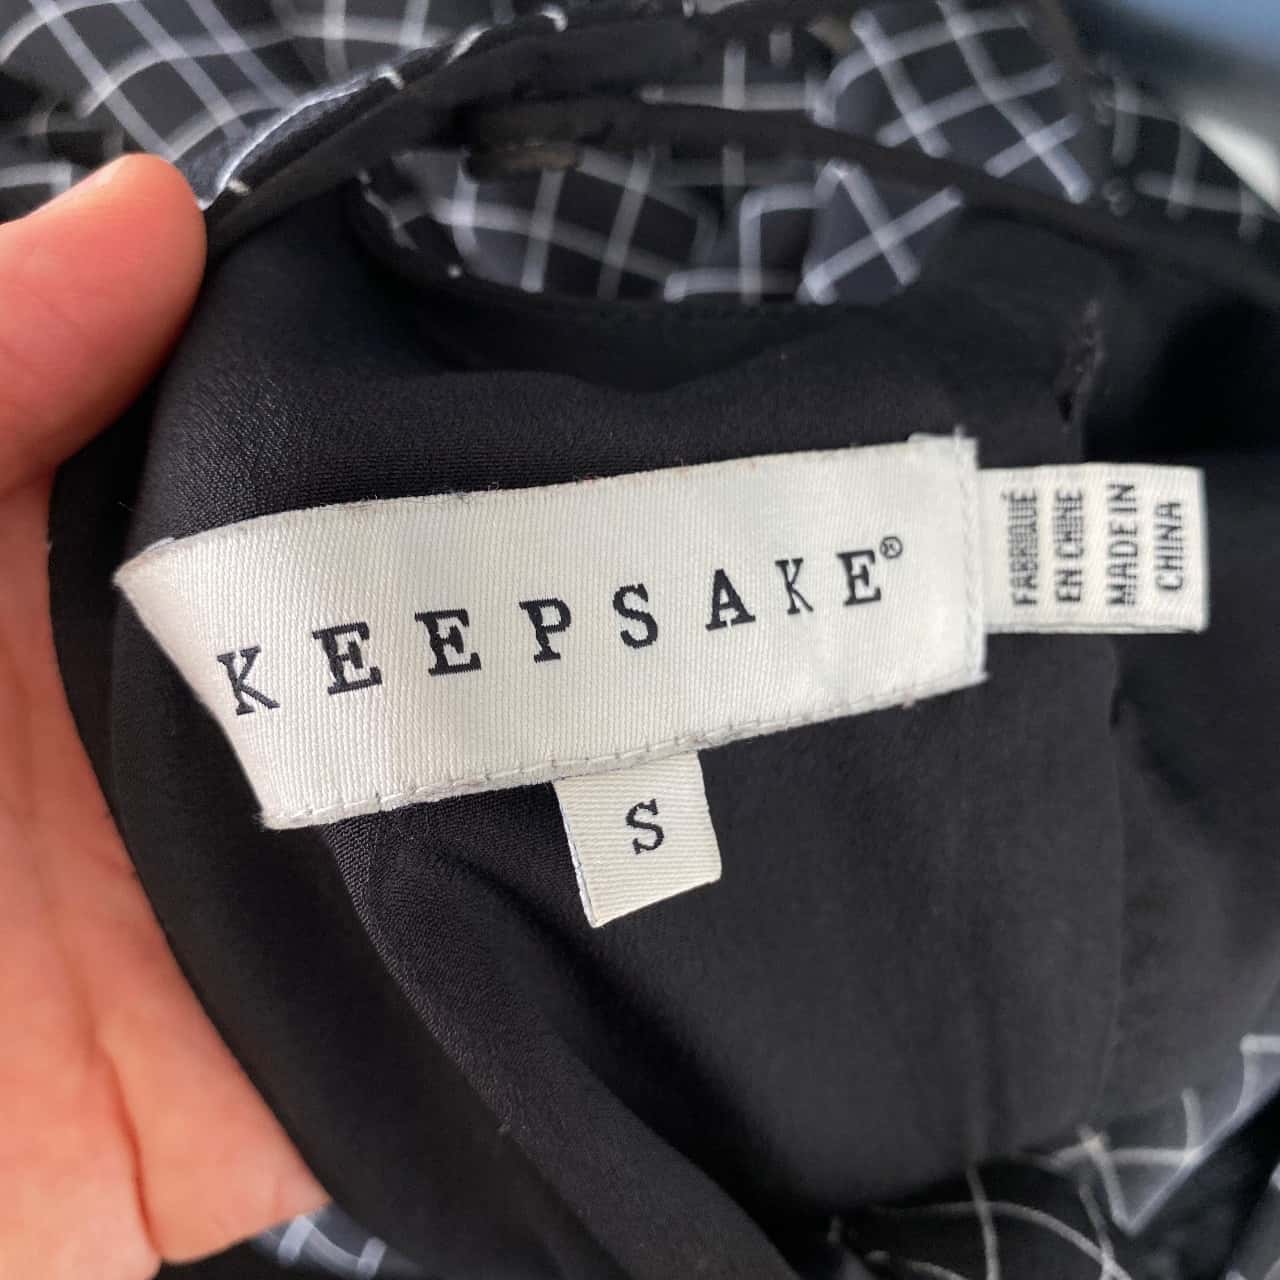 KEEPSAKE®
S
FABRIQUÉ
EN CHINE
MADE IN
CHINA